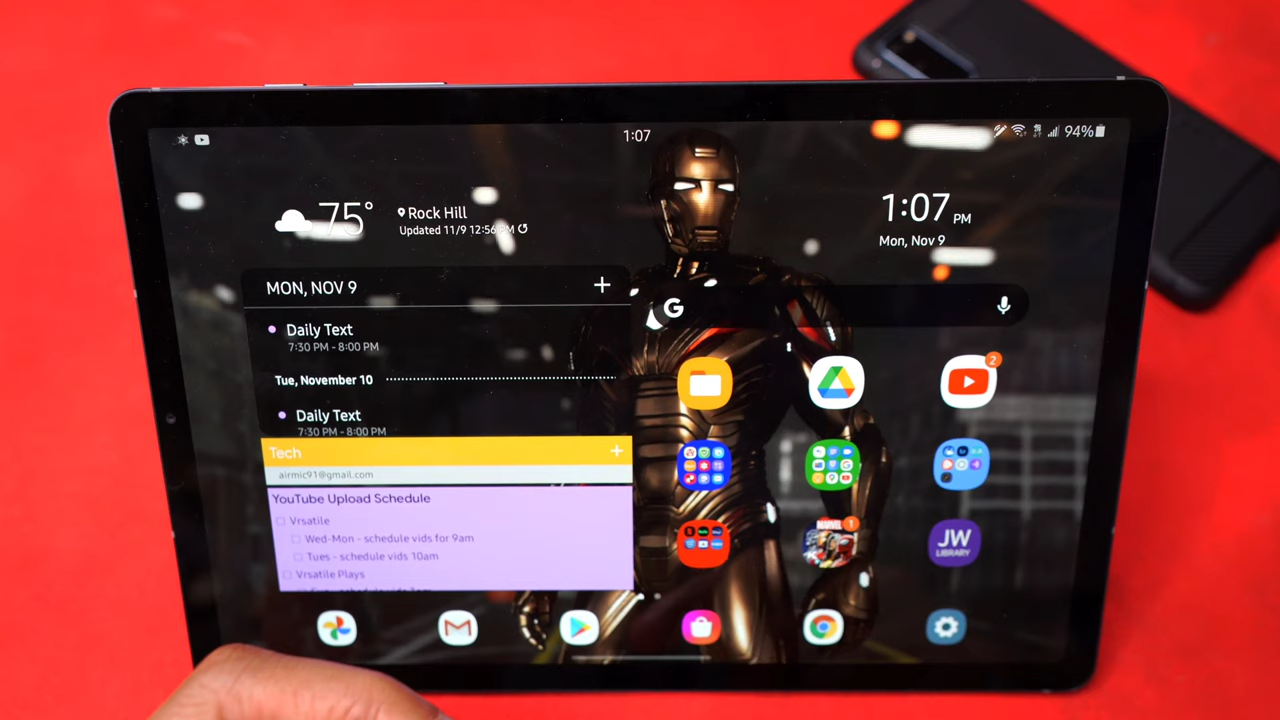 1:07
94%
75°
Rock Hill
Updated 11/9 12:56 PM
1:07 PM
Mon, Nov 9
MON, NOV 9
+
Daily Text
7:30 PM - 8:00 PM
Tue, November 10
Daily Text
7:30 PM - 8:00 PM
G
2
Tech
+
airmic91@gmail.com
YouTube Upload Schedule
Vrsatile
Wed-Mon - schedule vids for 9am
Tues - schedule vids 10am
Vrsatile Plays
MARVEL
1
JW
LIBRARY